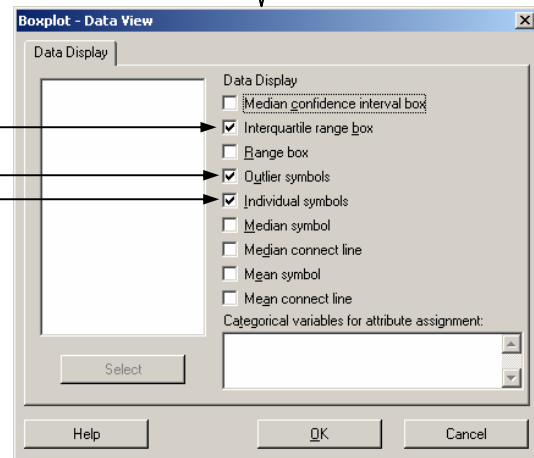 Boxplot - Data View
Data Display
Data Display
Median confidence interval box
Interquartile range box
Range box
Outlier symbols
Individual symbols
Median symbol
Median connect line
Mean symbol
Mean connect line
Categorical variables for attribute assignment:
Select
Help
OK
Cancel